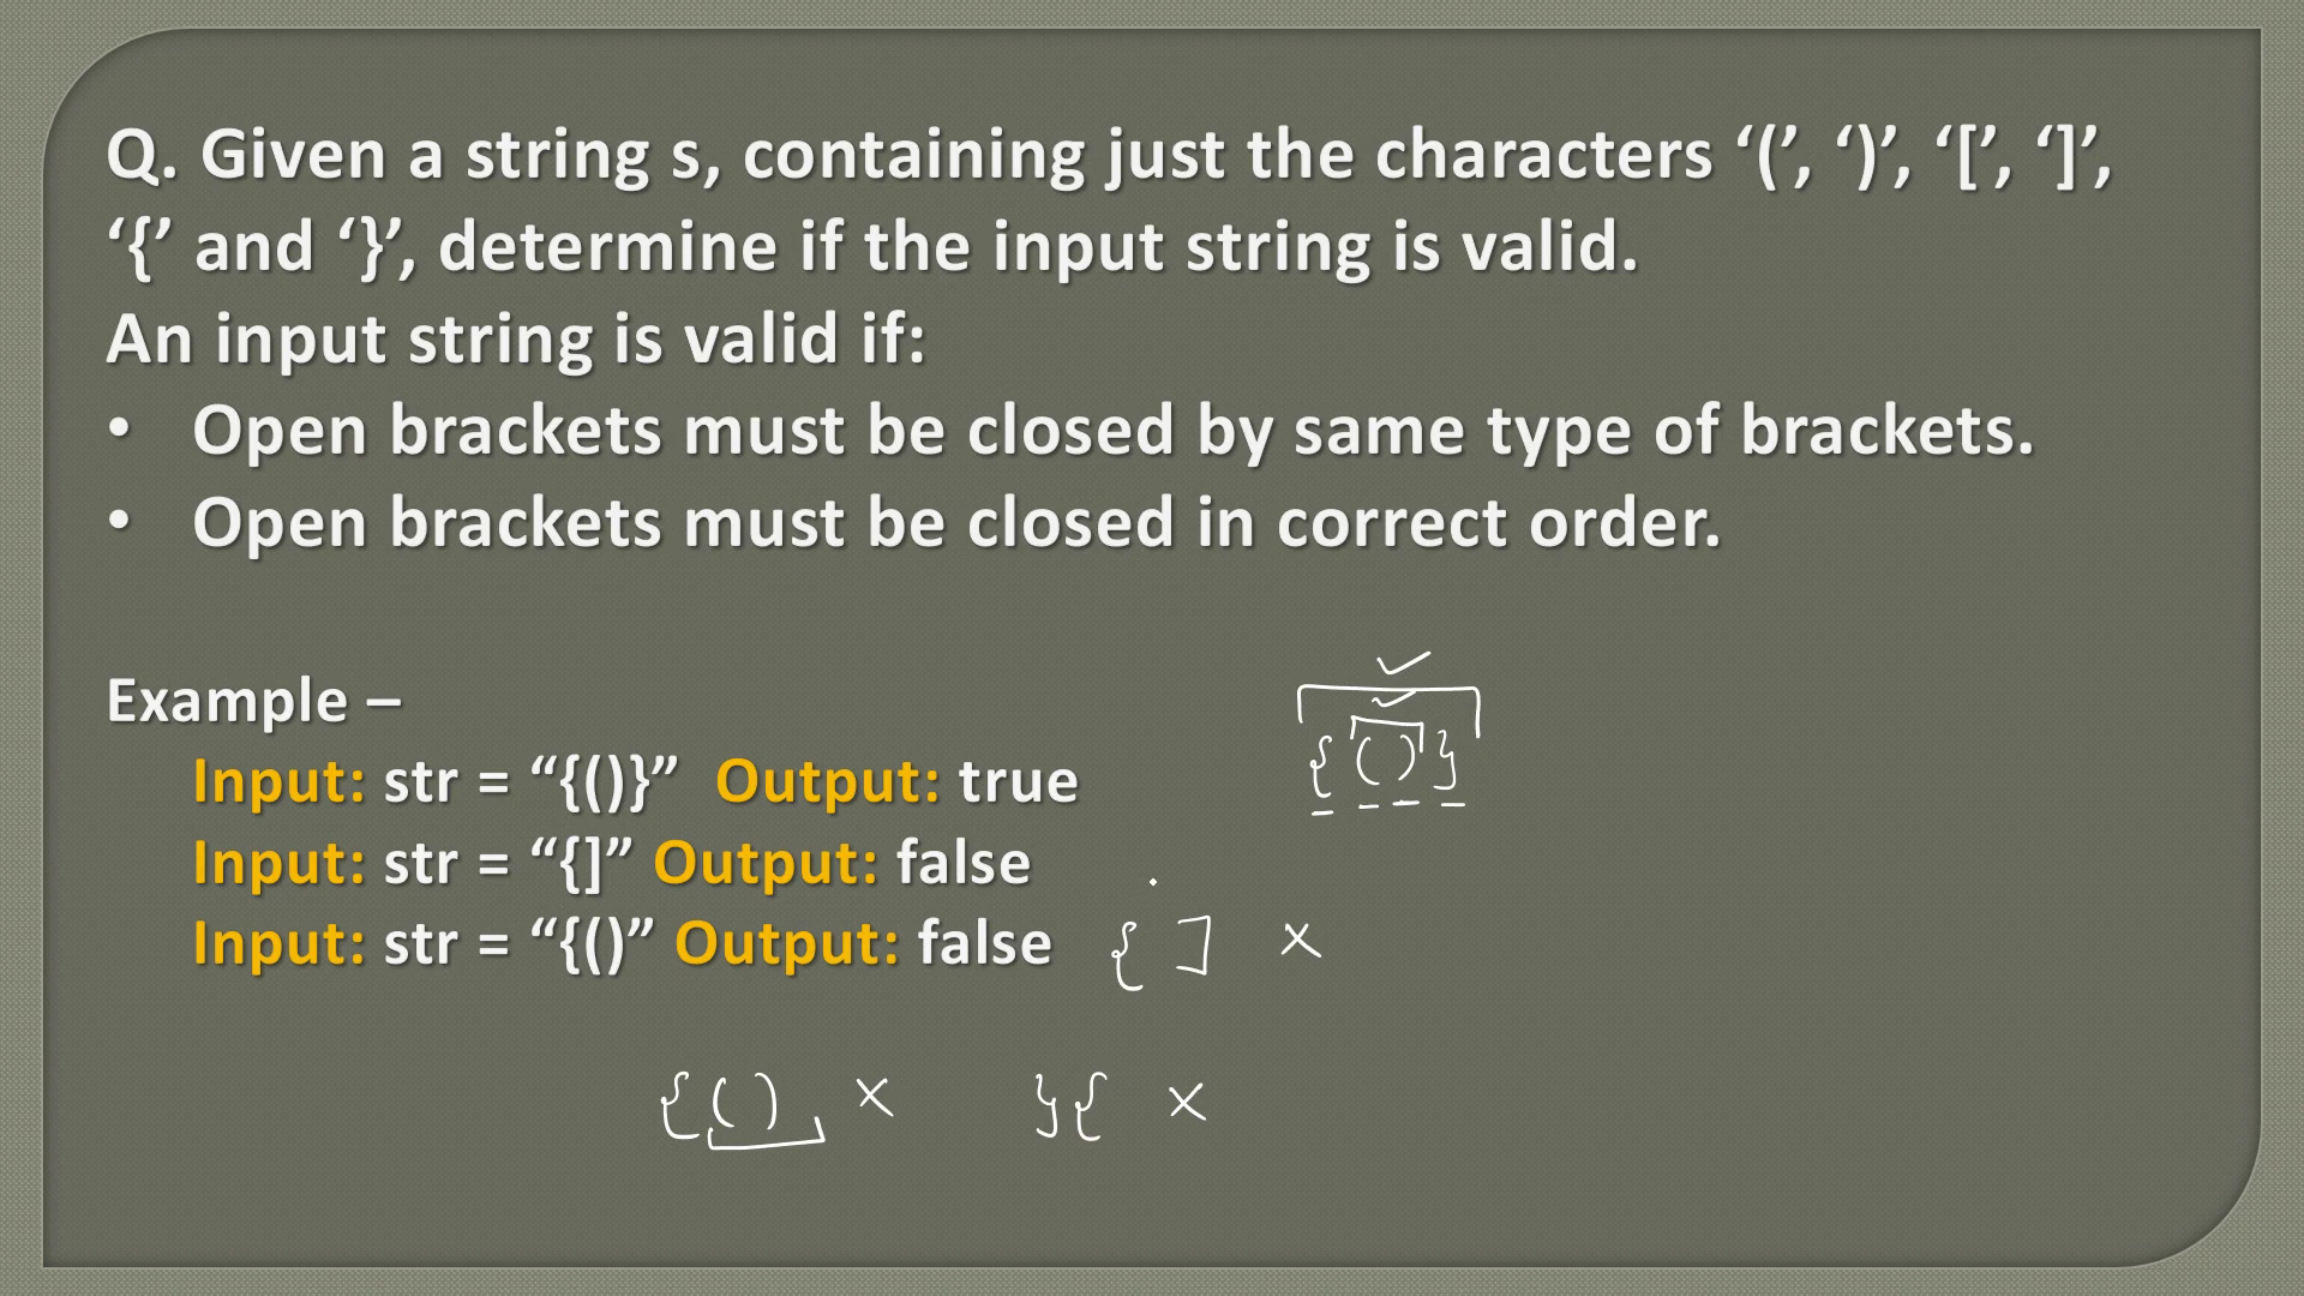 Q. Given a string s, containing just the characters ‘(’, ‘)’, ‘[’, ‘]’,
‘{’ and ‘}’, determine if the input string is valid.
An input string is valid if:
• Open brackets must be closed by same type of brackets.
• Open brackets must be closed in correct order.
Example –
{()}
Input: str = “{()}” Output: true
Input: str = “{]” Output: false
Input: str = “{()” Output: false
{ ] ×
{() × }{ ×